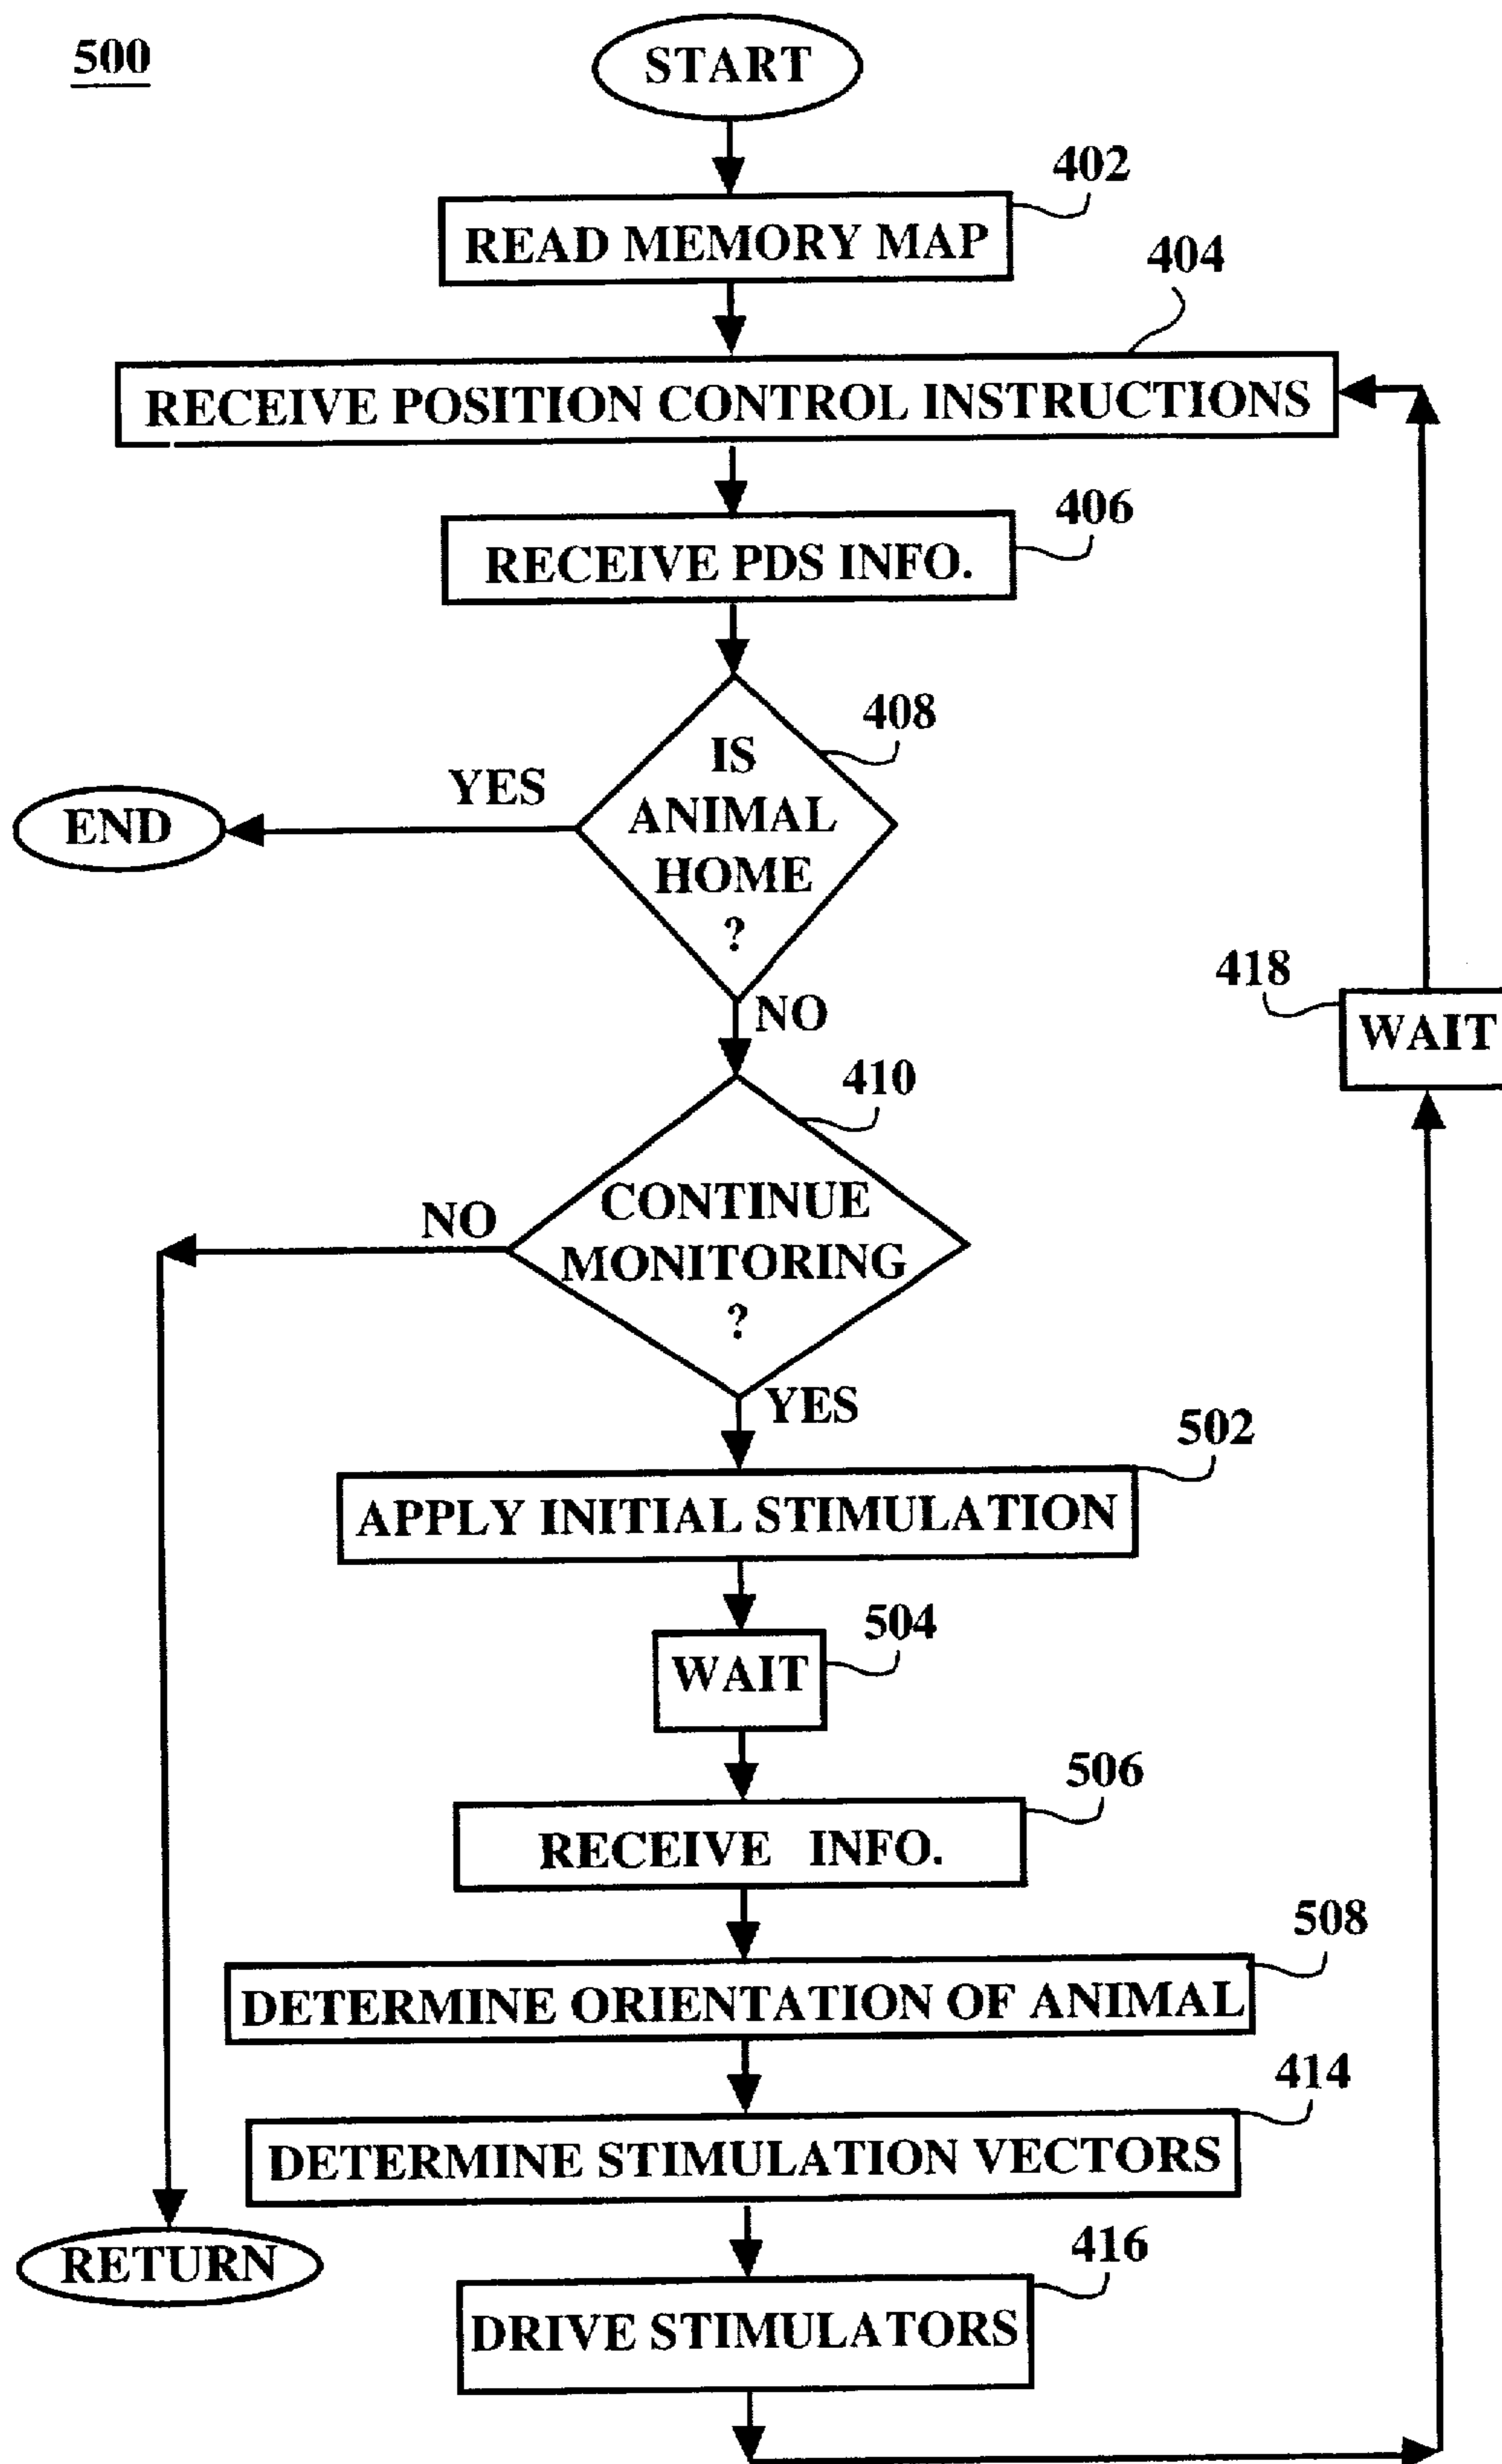 500
START
402
READ MEMORY MAP
404
RECEIVE POSITION CONTROL INSTRUCTIONS
406
RECEIVE PDS INFO.
408
IS
ANIMAL
HOME
?
YES
END
NO
418
WAIT
410
CONTINUE
MONITORING
?
NO
YES
502
APPLY INITIAL STIMULATION
504
WAIT
506
RECEIVE INFO.
508
DETERMINE ORIENTATION OF ANIMAL
414
DETERMINE STIMULATION VECTORS
RETURN
416
DRIVE STIMULATORS